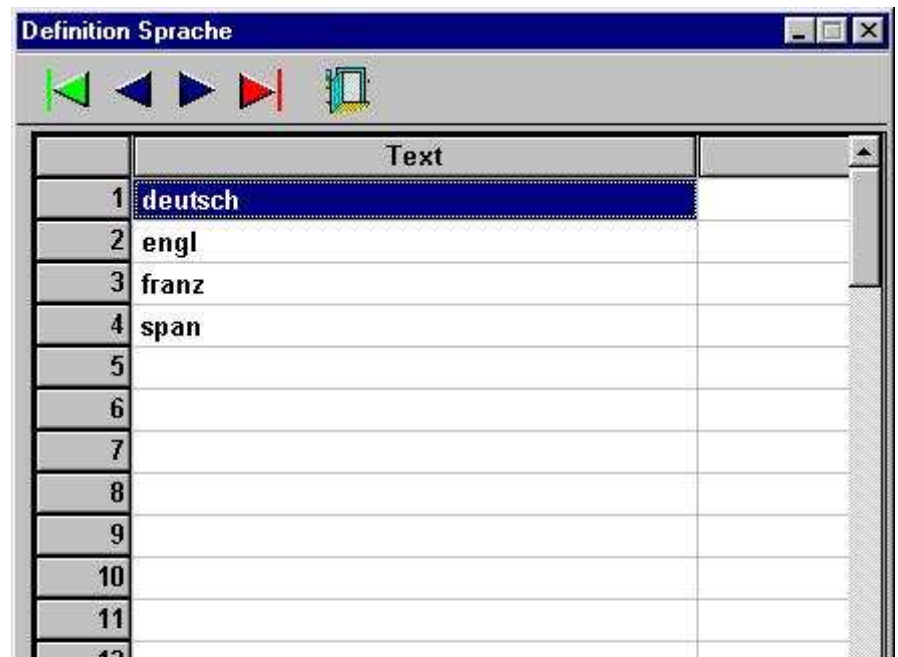 Definition Sprache
Text
1 deutsch
2 engl
3 franz
4 span
5
6
7
8
9
10
11